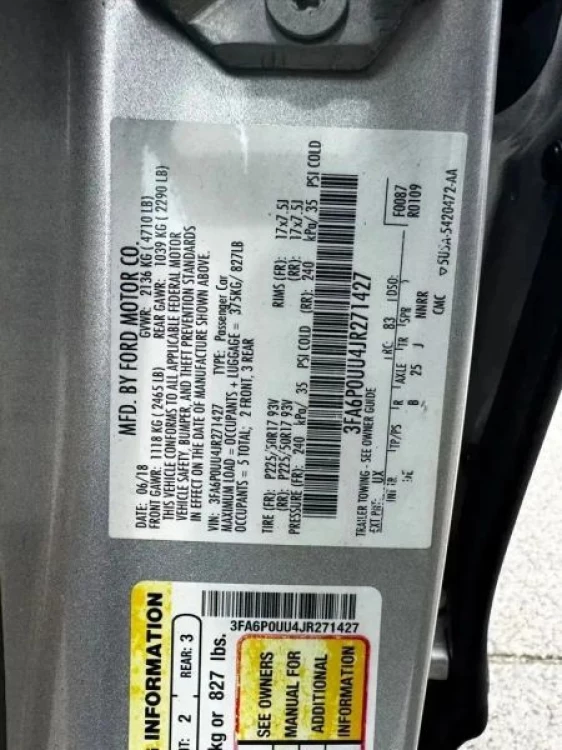 MFD. BY FORD MOTOR CO.
DATE: 06/18 GVWR: 2136 KG (4710 LB)
FRONT GAWR: 1118 KG (2465 LB) REAR GAWR: 1039 KG (2290 LB)
THIS VEHICLE CONFORMS TO ALL APPLICABLE FEDERAL MOTOR
VEHICLE SAFETY, BUMPER, AND THEFT PREVENTION STANDARDS
IN EFFECT ON THE DATE OF MANUFACTURE SHOWN ABOVE.
VIN: 3FA6P0UU4JR271427 TYPE: Passenger Car
MAXIMUM LOAD = OCCUPANTS + LUGGAGE = 375KG/ 827LB
OCCUPANTS = 5 TOTAL; 2 FRONT, 3 REAR
TIRE (FR): P225/50R17 93V RIMS (FR): 17x7.5J
(RR): P225/50R17 93V (RR): 17x7.5J
PRESSURE (FR): 240 kPa/ 35 PSI COLD (RR): 240 kPa/ 35 PSI COLD
3FA6P0UU4JR271427
TRAILER TOWING - SEE OWNER GUIDE F0087
EXT PNT: UX RC: 83 DSO: R0109
INT TR TP/PS R AXLE TR SPR
B 25 J NNRR
CMC
5U5A-5420472-AA
INFORMATION
2 REAR: 3
kg or 827 lbs.
3FA6P0UU4JR271427
SEE OWNERS
MANUAL FOR
ADDITIONAL
INFORMATION